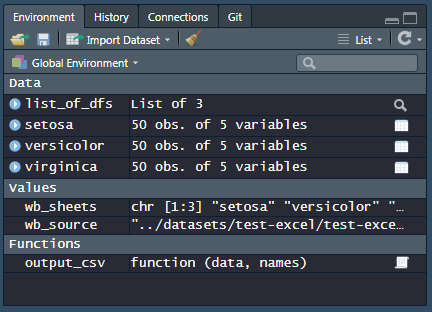 Environment History Connections Git
Import Dataset List
Global Environment
Data
list_of_dfs List of 3
setosa 50 obs. of 5 variables
versicolor 50 obs. of 5 variables
virginica 50 obs. of 5 variables
Values
wb_sheets chr [1:3] "setosa" "versicolor" "…
wb_source "../datasets/test-excel/test-exce…
Functions
output_csv function (data, names)